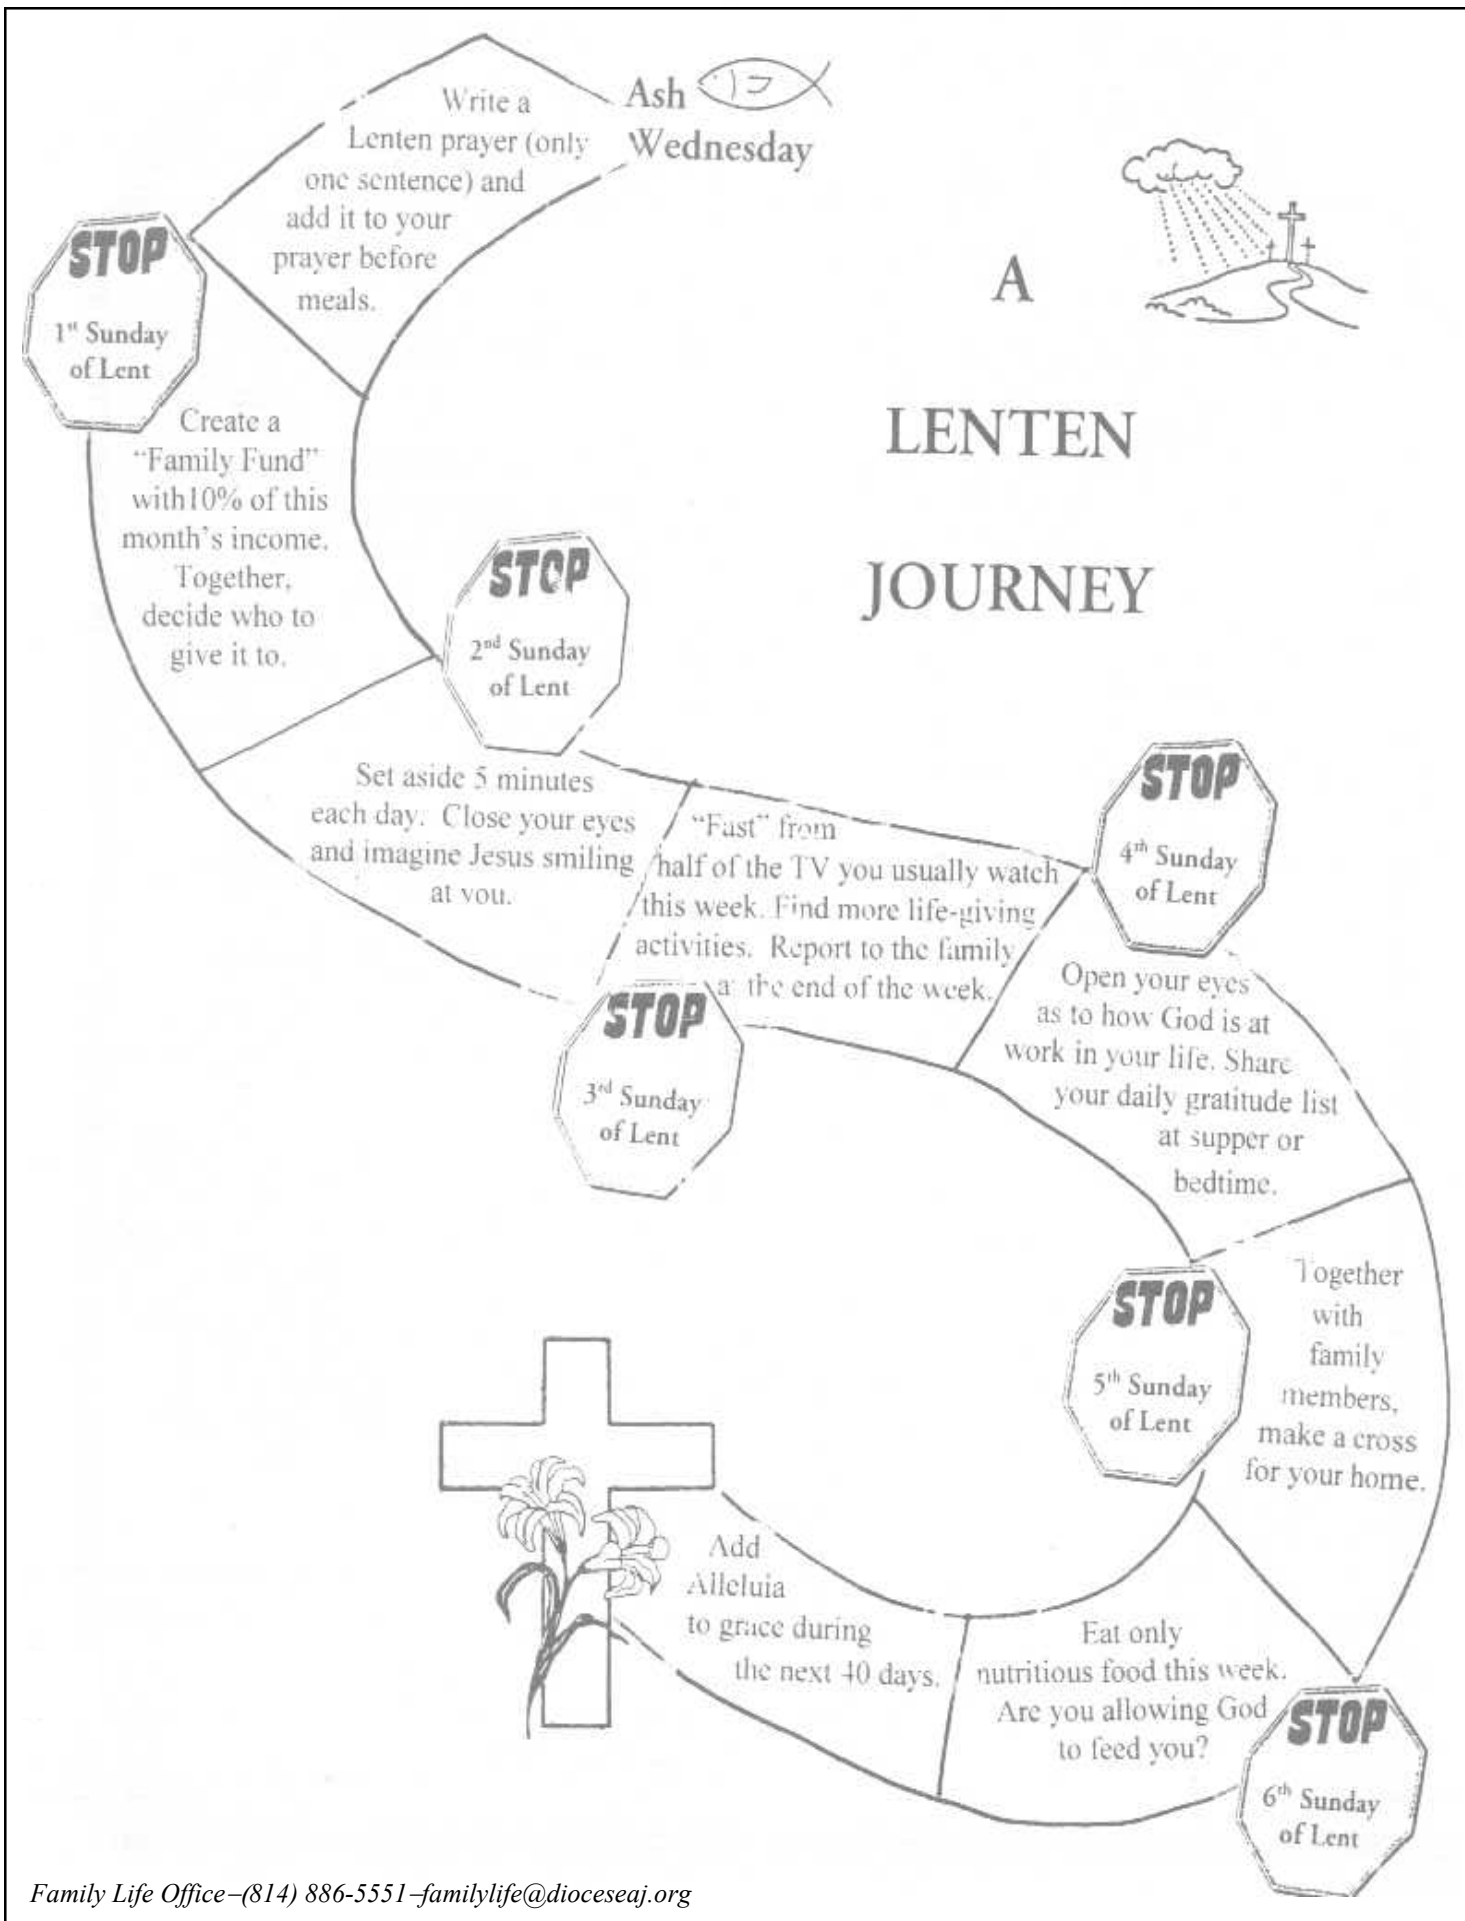 Ash
Wednesday
Write a
Lenten prayer (only
one sentence) and
add it to your
prayer before
meals.
A
LENTEN
JOURNEY
STOP
1st Sunday
of Lent
Create a
“Family Fund”
with10% of this
month’s income.
Together,
decide who to
give it to.
STOP
2nd Sunday
of Lent
Set aside 5 minutes
each day. Close your eyes
and imagine Jesus smiling
at you.
STOP
3rd Sunday
of Lent
“Fast” from
half of the TV you usually watch
this week. Find more life-giving
activities. Report to the family
at the end of the week.
STOP
4th Sunday
of Lent
Open your eyes
as to how God is at
work in your life. Share
your daily gratitude list
at supper or
bedtime.
STOP
5th Sunday
of Lent
Together
with
family
members,
make a cross
for your home.
STOP
6th Sunday
of Lent
Eat only
nutritious food this week.
Are you allowing God
to feed you?
Add
Alleluia
to grace during
the next 40 days.
Family Life Office–(814) 886-5551–familylife@dioceseaj.org